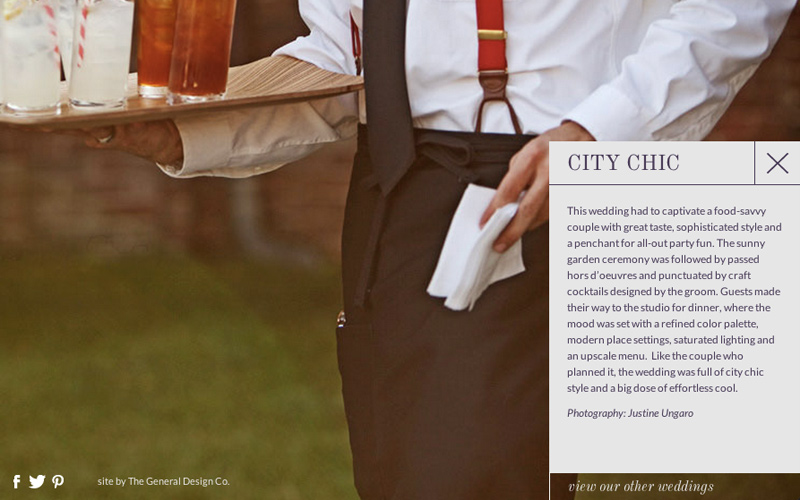 CITY CHIC
This wedding had to captivate a food-savvy
couple with great taste, sophisticated style and
a penchant for all-out party fun. The sunny
garden ceremony was followed by passed
hors d'oeuvres and punctuated by craft
cocktails designed by the groom. Guests made
their way to the studio for dinner, where the
mood was set with a refined color palette,
modern place settings, saturated lighting and
an upscale menu.  Like the couple who
planned it, the wedding was full of city chic
style and a big dose of effortless cool.
Photography: Justine Ungaro
view our other weddings
site by The General Design Co.